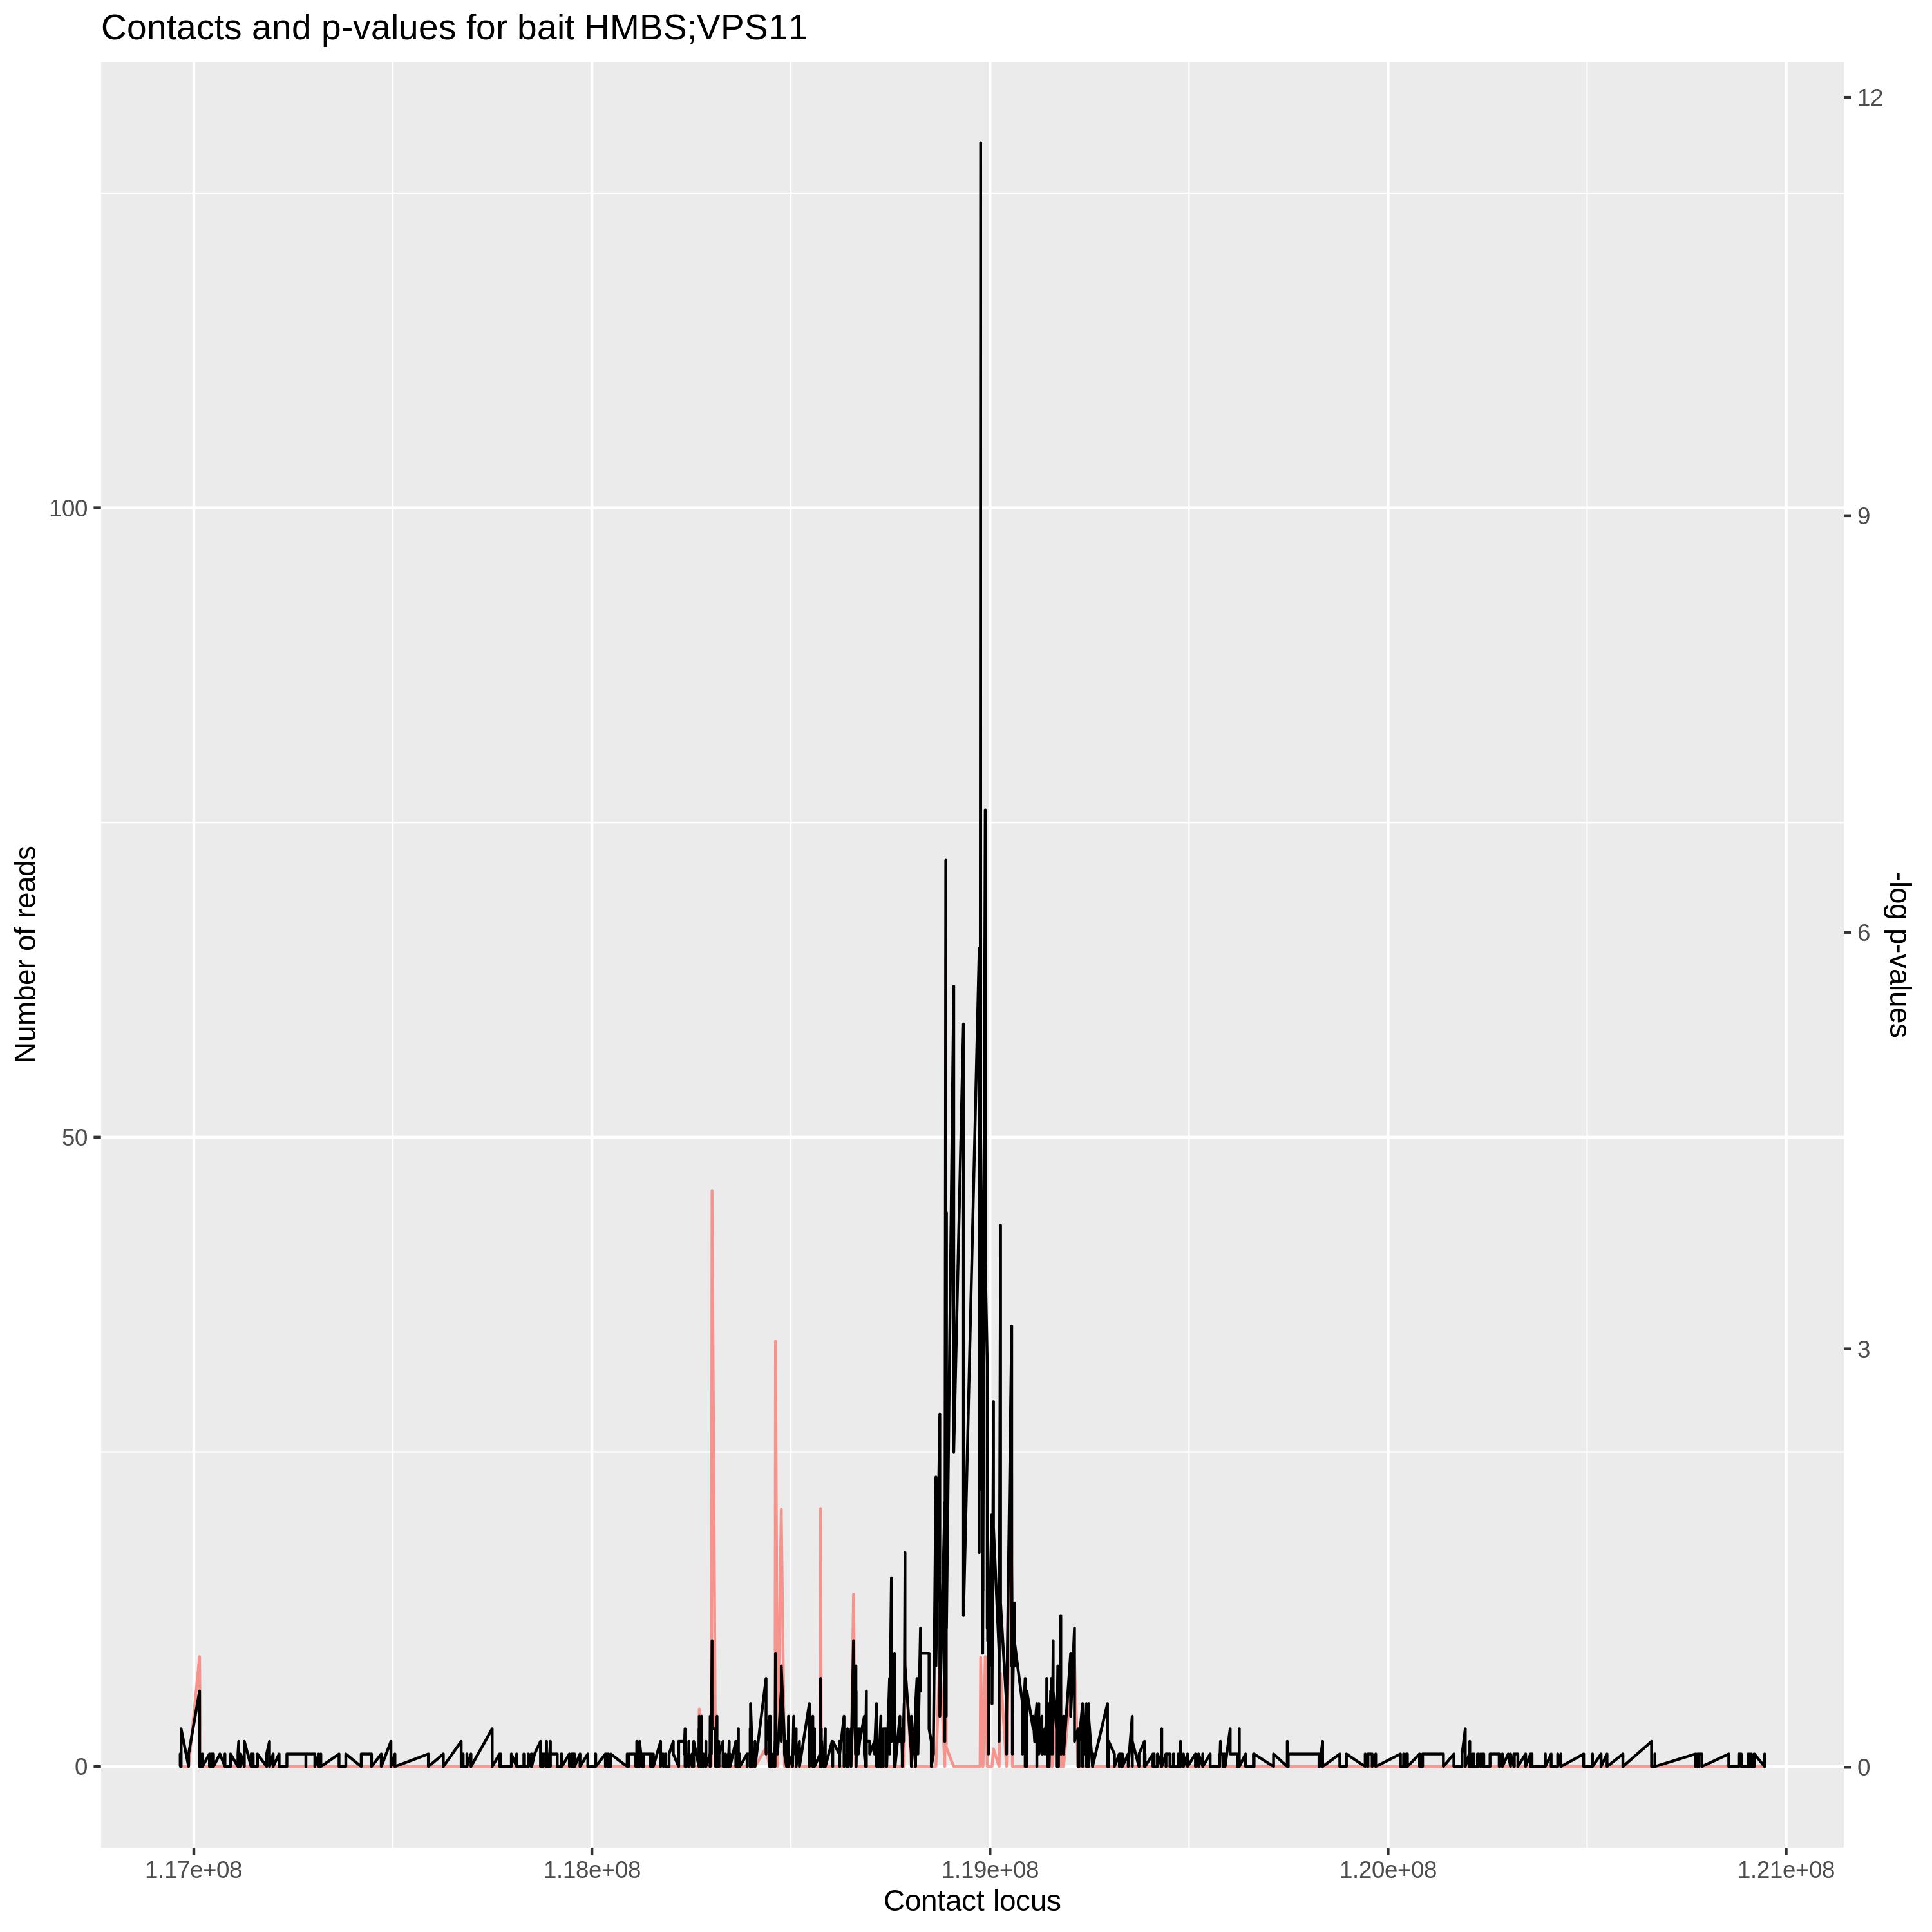 Contacts and p-values for bait HMBS;VPS11
12
100
9
Number of reads
6
-log p-values
50
3
0
0
1.17e+08
1.18e+08
1.19e+08
1.20e+08
1.21e+08
Contact locus